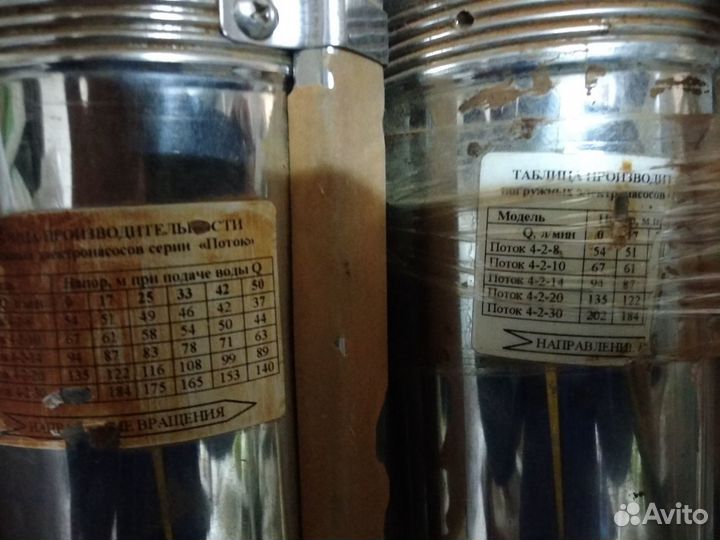 ПРОИЗВОДИТЕЛЬНОСТИ
электронасосов серии «Поток»
Напор, м при подаче воды Q
0 17 25 33 42 50
54 51 49 46 42 37
67 61 58 54 50 44
94 87 83 78 71 63
135 122 116 108 99 89
184 175 165 153 140
ВРАЩЕНИЯ
ТАБЛИЦА
погружных электронасосов
Модель
Q, л/мин 0
Поток 4-2-8 54 51
Поток 4-2-10 67 61
Поток 4-2-14 94 87
Поток 4-2-20 135 122
Поток 4-2-30 202 184
Avito